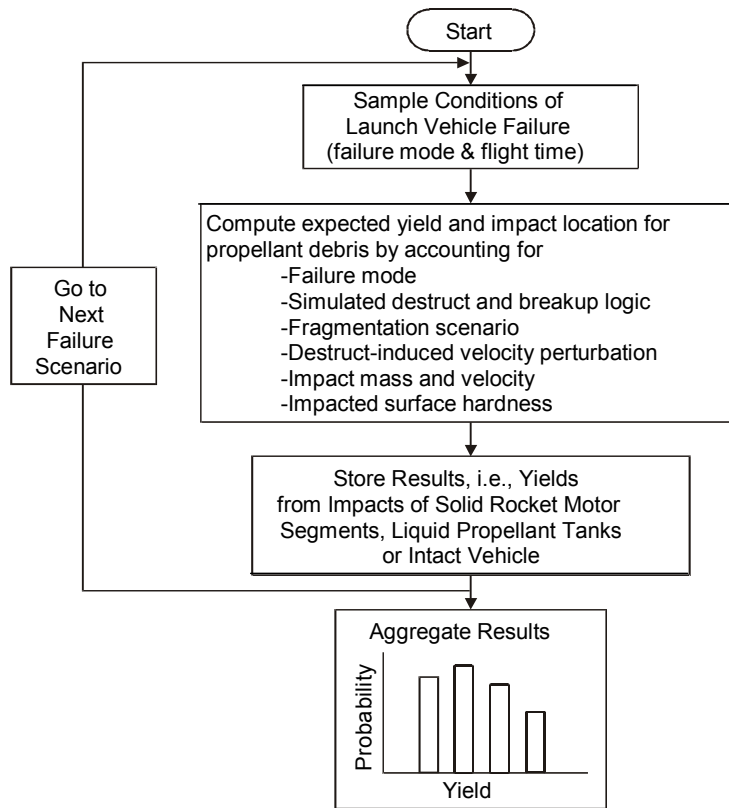 Start
Sample Conditions of
Launch Vehicle Failure
(failure mode & flight time)
Compute expected yield and impact location for
propellant debris by accounting for
-Failure mode
-Simulated destruct and breakup logic
-Fragmentation scenario
-Destruct-induced velocity perturbation
-Impact mass and velocity
-Impacted surface hardness
Go to
Next
Failure
Scenario
Store Results, i.e., Yields
from Impacts of Solid Rocket Motor
Segments, Liquid Propellant Tanks
or Intact Vehicle
Aggregate Results
Probability
Yield